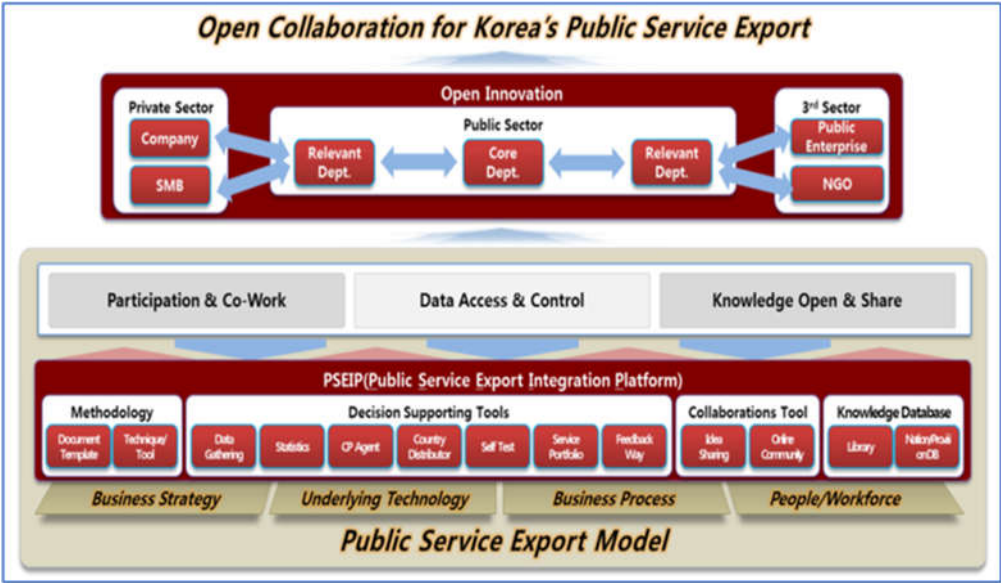 Open Collaboration for Korea's Public Service Export
Open Innovation
Private Sector
Company
SMB
Public Sector
Relevant
Dept.
Core
Dept.
Relevant
Dept.
3rd Sector
Public
Enterprise
NGO
Participation & Co-Work
Data Access & Control
Knowledge Open & Share
PSEIP(Public Service Export Integration Platform)
Methodology
Document
Template
Technique/
Tool
Decision Supporting Tools
Data
Gathering
Statistics
CP Agent
Country
Distributor
Self Test
Service
Portfolio
Feedback
Way
Collaborations Tool
Idea
Sharing
Online
Community
Knowledge Database
Library
Nation/Provisi
onDB
Business Strategy
Underlying Technology
Business Process
People/Workforce
Public Service Export Model